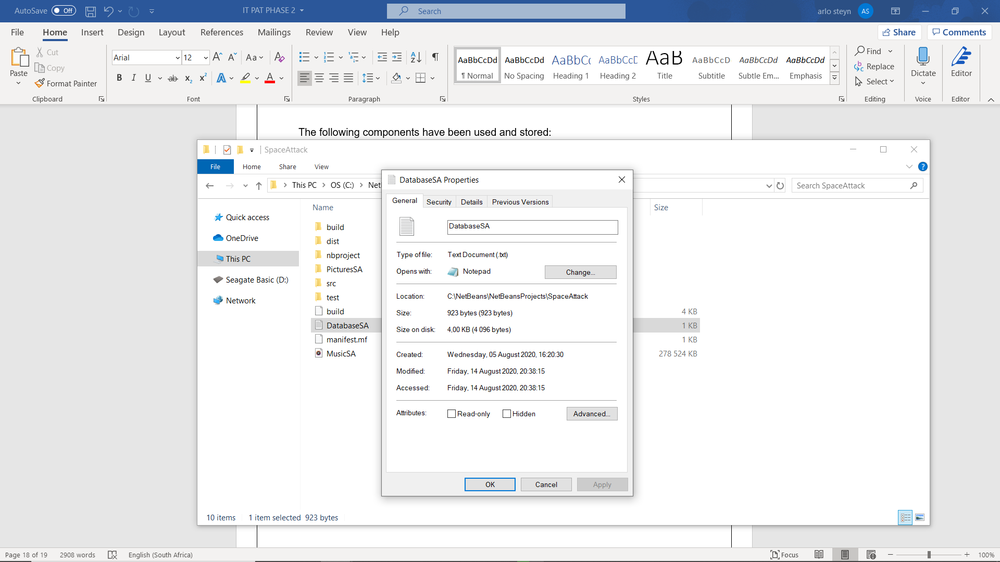 AutoSave Off IT PAT PHASE 2 Search arlo steyn AS
File Home Insert Design Layout References Mailings Review View Help Share Comments
Paste
Cut
Copy
Format Painter
Clipboard
Arial 12
Font
Paragraph
AaBbCcDd AaBbCcDd AaBbCc AaBbCcD AaB AaBbCcD AaBbCcDd AaBbCcDd
¶ Normal No Spacing Heading 1 Heading 2 Title Subtitle Subtle Em... Emphasis
Styles
Find
Replace
Select
Editing
Dictate
Voice
Editor
Editor
The following components have been used and stored:
SpaceAttack
File Home Share View
This PC OS (C:) Net
Search SpaceAttack
Quick access
OneDrive
This PC
Seagate Basic (D:)
Network
Name Size
build
dist
nbproject
PicturesSA
src
test
build 4 KB
DatabaseSA 1 KB
manifest.mf 1 KB
MusicSA 278 524 KB
DatabaseSA Properties
General Security Details Previous Versions
DatabaseSA
Type of file: Text Document (.txt)
Opens with: Notepad Change...
Location: C:\NetBeans\NetBeansProjects\SpaceAttack
Size: 923 bytes (923 bytes)
Size on disk: 4,00 KB (4 096 bytes)
Created: Wednesday, 05 August 2020, 16:20:30
Modified: Friday, 14 August 2020, 20:38:15
Accessed: Friday, 14 August 2020, 20:38:15
Attributes: Read-only Hidden Advanced...
OK Cancel Apply
10 items 1 item selected 923 bytes
Page 18 of 19 2908 words English (South Africa) Focus 100%